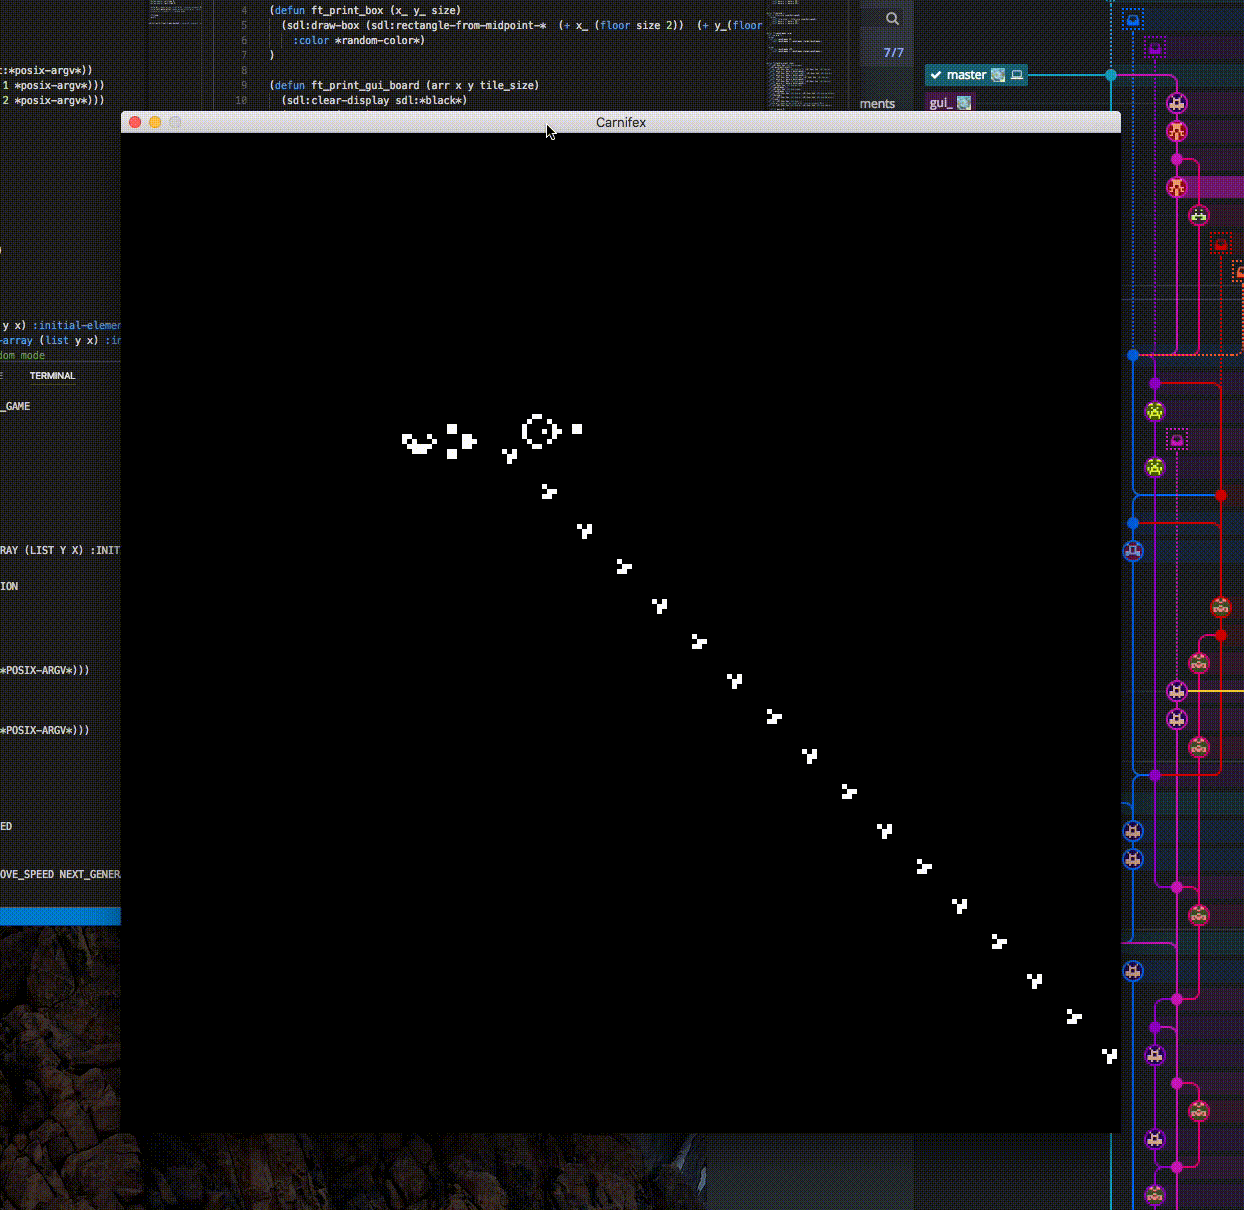 4 (defun ft_print_box (x_ y_ size)
5 (sdl:draw-box (sdl:rectangle-from-midpoint-* (+ x_ (floor size 2)) (+ y_(floor
6 :color *random-color*)
7 )
8
9 (defun ft_print_gui_board (arr x y tile_size)
10 (sdl:clear-display sdl:*black*)
:*posix-argv*))
1 *posix-argv*)))
2 *posix-argv*)))
7/7
ments
master
gui_
Carnifex
)
y x) :initial-elemen
-array (list y x) :in
dom mode
TERMINAL
_GAME
RAY (LIST Y X) :INIT
ION
*POSIX-ARGV*)))
*POSIX-ARGV*)))
ED
OVE_SPEED NEXT_GENER